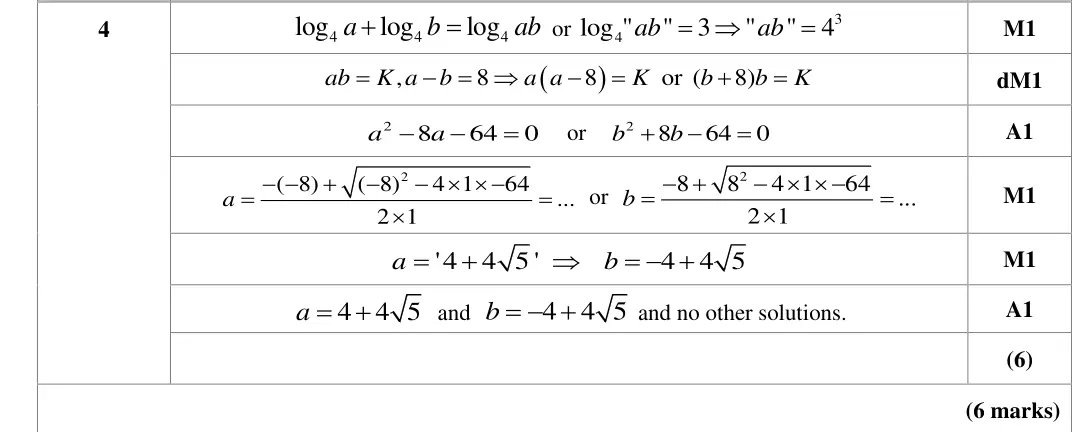 4 log₄ a + log₄ b = log₄ ab or log₄ "ab" = 3 ⇒ "ab" = 4³ M1
ab = K, a − b = 8 ⇒ a(a − 8) = K or (b + 8)b = K dM1
a² − 8a − 64 = 0 or b² + 8b − 64 = 0 A1
a = (−(−8) + √((−8)² − 4×1×−64))/(2×1) = ... or b = (−8 + √(8² − 4×1×−64))/(2×1) = ... M1
a = '4 + 4√5' ⇒ b = −4 + 4√5 M1
a = 4 + 4√5 and b = −4 + 4√5 and no other solutions. A1
(6)
(6 marks)